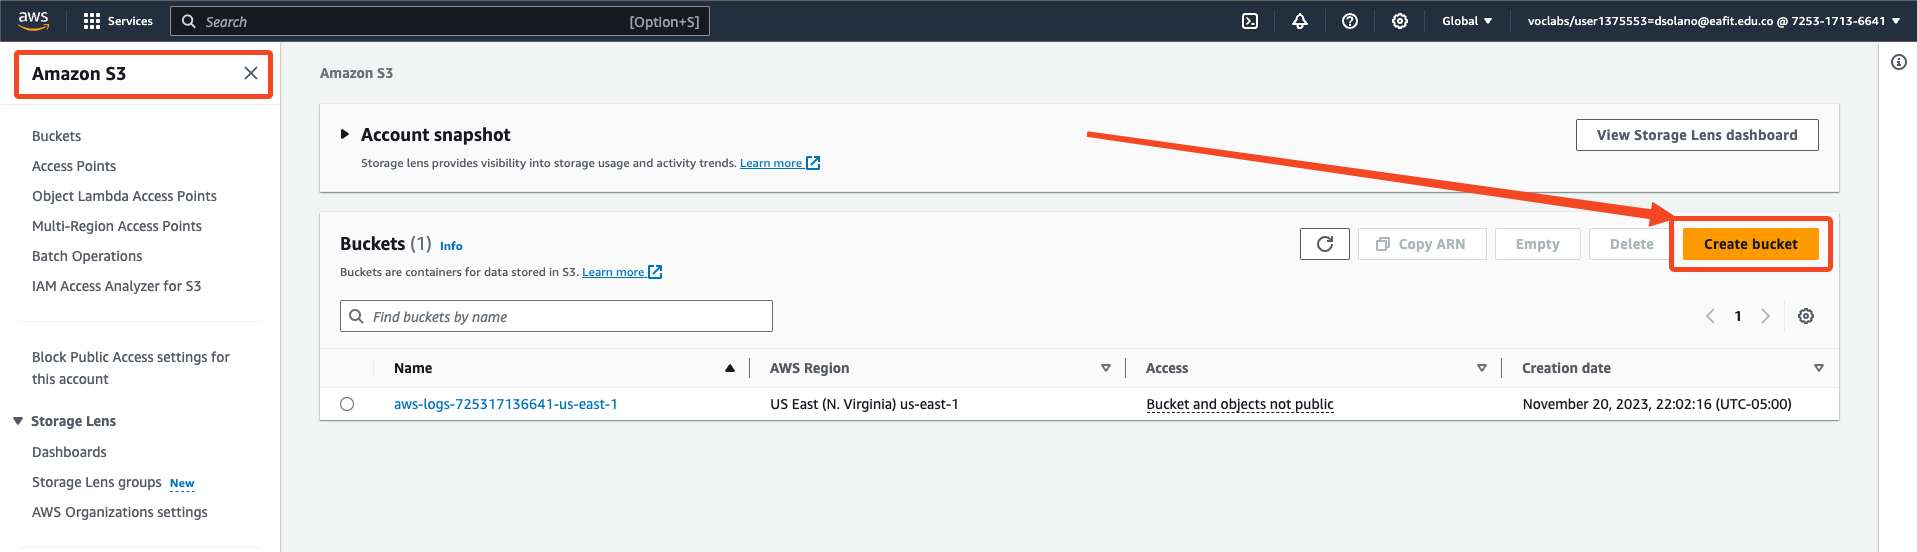 aws
Services
Search
[Option+S]
Global
voclabs/user1375553=dsolano@eafit.edu.co @ 7253-1713-6641
Amazon S3
Buckets
Access Points
Object Lambda Access Points
Multi-Region Access Points
Batch Operations
IAM Access Analyzer for S3
Block Public Access settings for
this account
Storage Lens
Dashboards
Storage Lens groups New
AWS Organizations settings
Amazon S3
Account snapshot
View Storage Lens dashboard
Storage lens provides visibility into storage usage and activity trends. Learn more
Buckets (1) Info
Copy ARN
Empty
Delete
Create bucket
Buckets are containers for data stored in S3. Learn more
Find buckets by name
1
Name
AWS Region
Access
Creation date
aws-logs-725317136641-us-east-1
US East (N. Virginia) us-east-1
Bucket and objects not public
November 20, 2023, 22:02:16 (UTC-05:00)